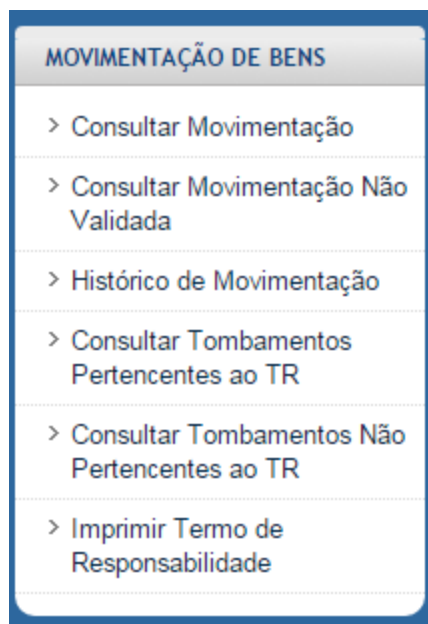 MOVIMENTAÇÃO DE BENS
> Consultar Movimentação
> Consultar Movimentação Não
Validada
> Histórico de Movimentação
> Consultar Tombamentos
Pertencentes ao TR
> Consultar Tombamentos Não
Pertencentes ao TR
> Imprimir Termo de
Responsabilidade